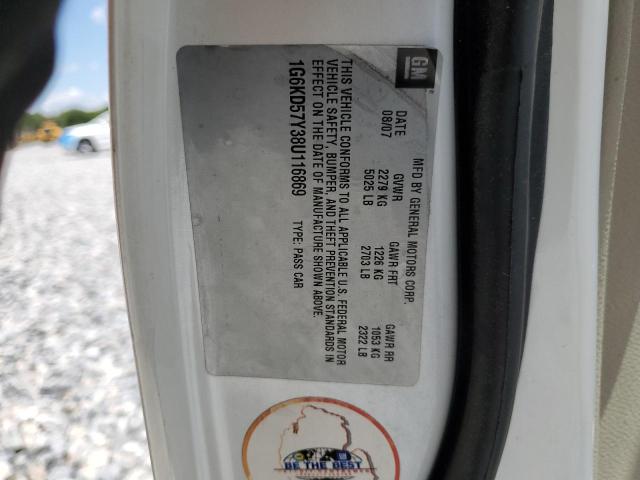 GM
MFD BY GENERAL MOTORS CORP.
DATE GVWR GAWR FRT GAWR RR
08/07 2279 KG 1226 KG 1053 KG
5025 LB 2703 LB 2322 LB
THIS VEHICLE CONFORMS TO ALL APPLICABLE U.S. FEDERAL MOTOR
VEHICLE SAFETY, BUMPER, AND THEFT PREVENTION STANDARDS IN
EFFECT ON THE DATE OF MANUFACTURE SHOWN ABOVE.
1G6KD57Y38U116869 TYPE: PASS CAR
BE THE BEST